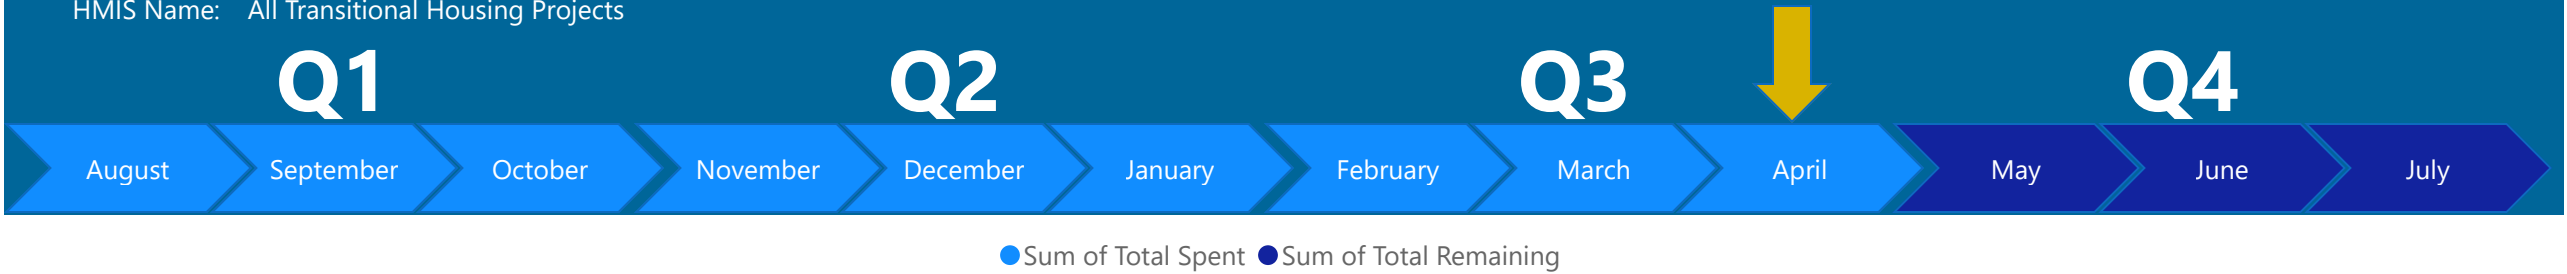 HMIS Name: All Transitional Housing Projects
Q1 Q2 Q3 Q4
August September October November December January February March April May June July
Sum of Total Spent Sum of Total Remaining